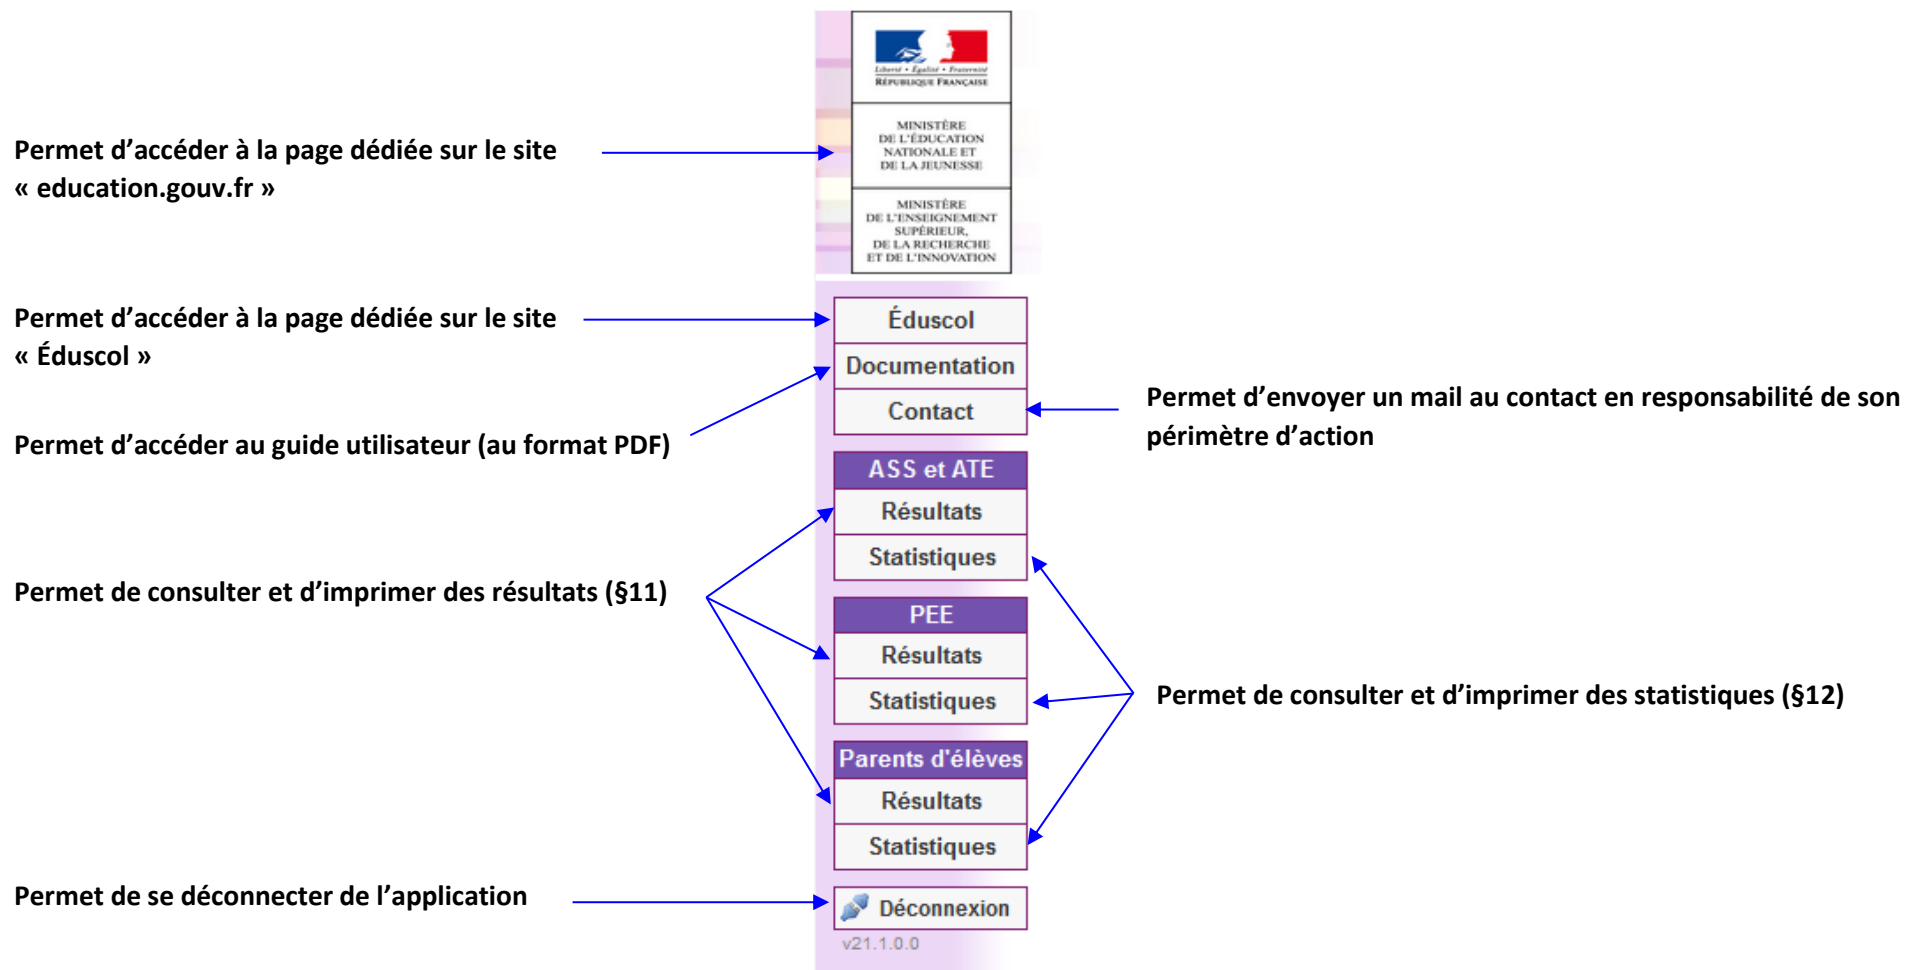 Liberté • Égalité • Fraternité
RÉPUBLIQUE FRANÇAISE
MINISTÈRE
DE L'ÉDUCATION
NATIONALE ET
DE LA JEUNESSE
MINISTÈRE
DE L'ENSEIGNEMENT
SUPÉRIEUR,
DE LA RECHERCHE
ET DE L'INNOVATION
Permet d’accéder à la page dédiée sur le site
« education.gouv.fr »
Permet d’accéder à la page dédiée sur le site
« Éduscol »
Permet d’accéder au guide utilisateur (au format PDF)
Permet de consulter et d’imprimer des résultats (§11)
Permet de se déconnecter de l’application
Éduscol
Documentation
Contact
ASS et ATE
Résultats
Statistiques
PEE
Résultats
Statistiques
Parents d'élèves
Résultats
Statistiques
Déconnexion
v21.1.0.0
Permet d’envoyer un mail au contact en responsabilité de son
périmètre d’action
Permet de consulter et d’imprimer des statistiques (§12)